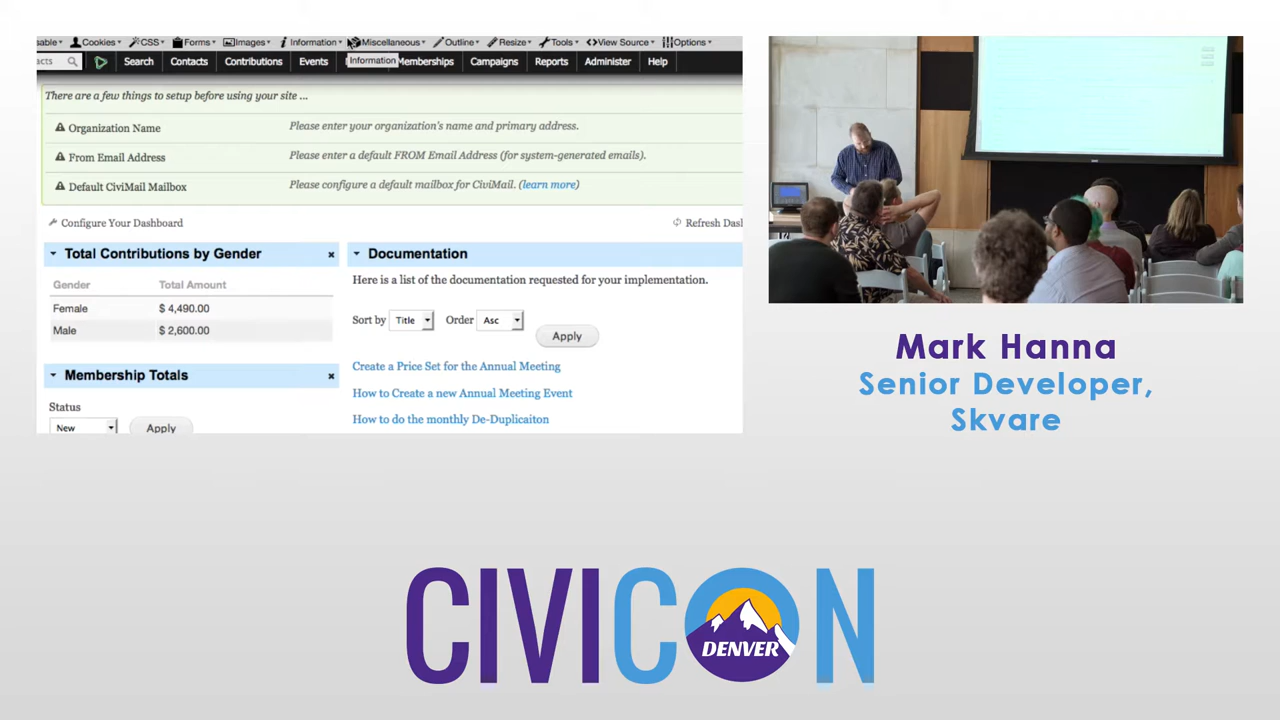 sable Cookies CSS Forms Images Information Miscellaneous Outline Resize Tools View Source Options
acts Search Contacts Contributions Events Information Memberships Campaigns Reports Administer Help
There are a few things to setup before using your site ...
Organization Name Please enter your organization's name and primary address.
From Email Address Please enter a default FROM Email Address (for system-generated emails).
Default CiviMail Mailbox Please configure a default mailbox for CiviMail. (learn more)
Configure Your Dashboard Refresh Dasl
Total Contributions by Gender
Gender Total Amount
Female $ 4,490.00
Male $ 2,600.00
Membership Totals
Status
New Apply
Documentation
Here is a list of the documentation requested for your implementation.
Sort by Title Order Asc
Apply
Create a Price Set for the Annual Meeting
How to Create a new Annual Meeting Event
How to do the monthly De-Duplicaiton
Mark Hanna
Senior Developer,
Skvare
CIVICON
DENVER